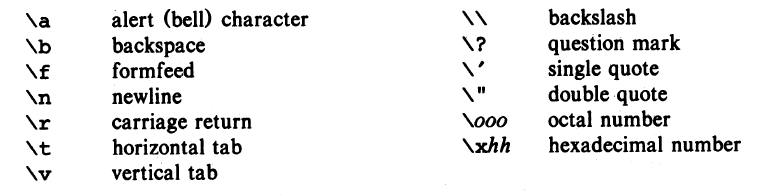 \a alert (bell) character
\b backspace
\f formfeed
\n newline
\r carriage return
\t horizontal tab
\v vertical tab
\\ backslash
\? question mark
\' single quote
\" double quote
\ooo octal number
\xhh hexadecimal number